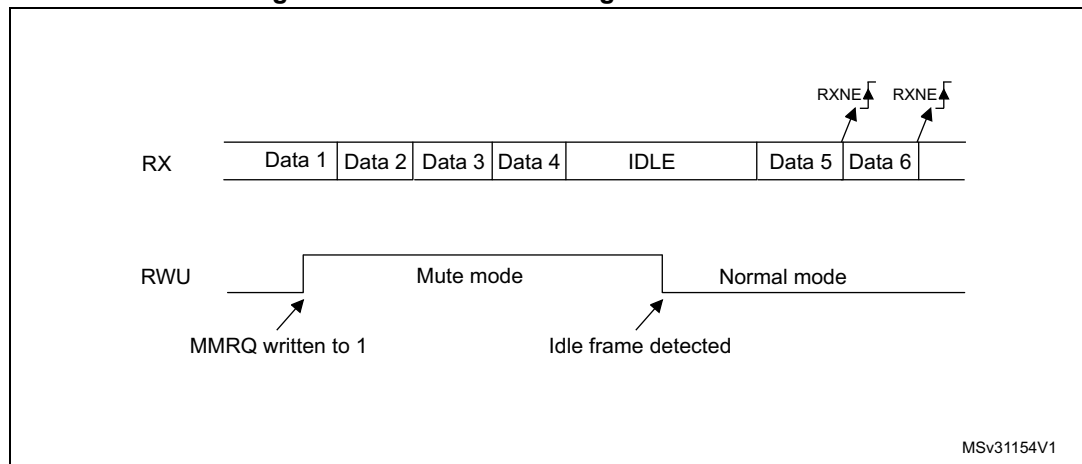 RXNE RXNE
RX Data 1 Data 2 Data 3 Data 4 IDLE Data 5 Data 6
RWU Mute mode Normal mode
MMRQ written to 1 Idle frame detected
MSv31154V1